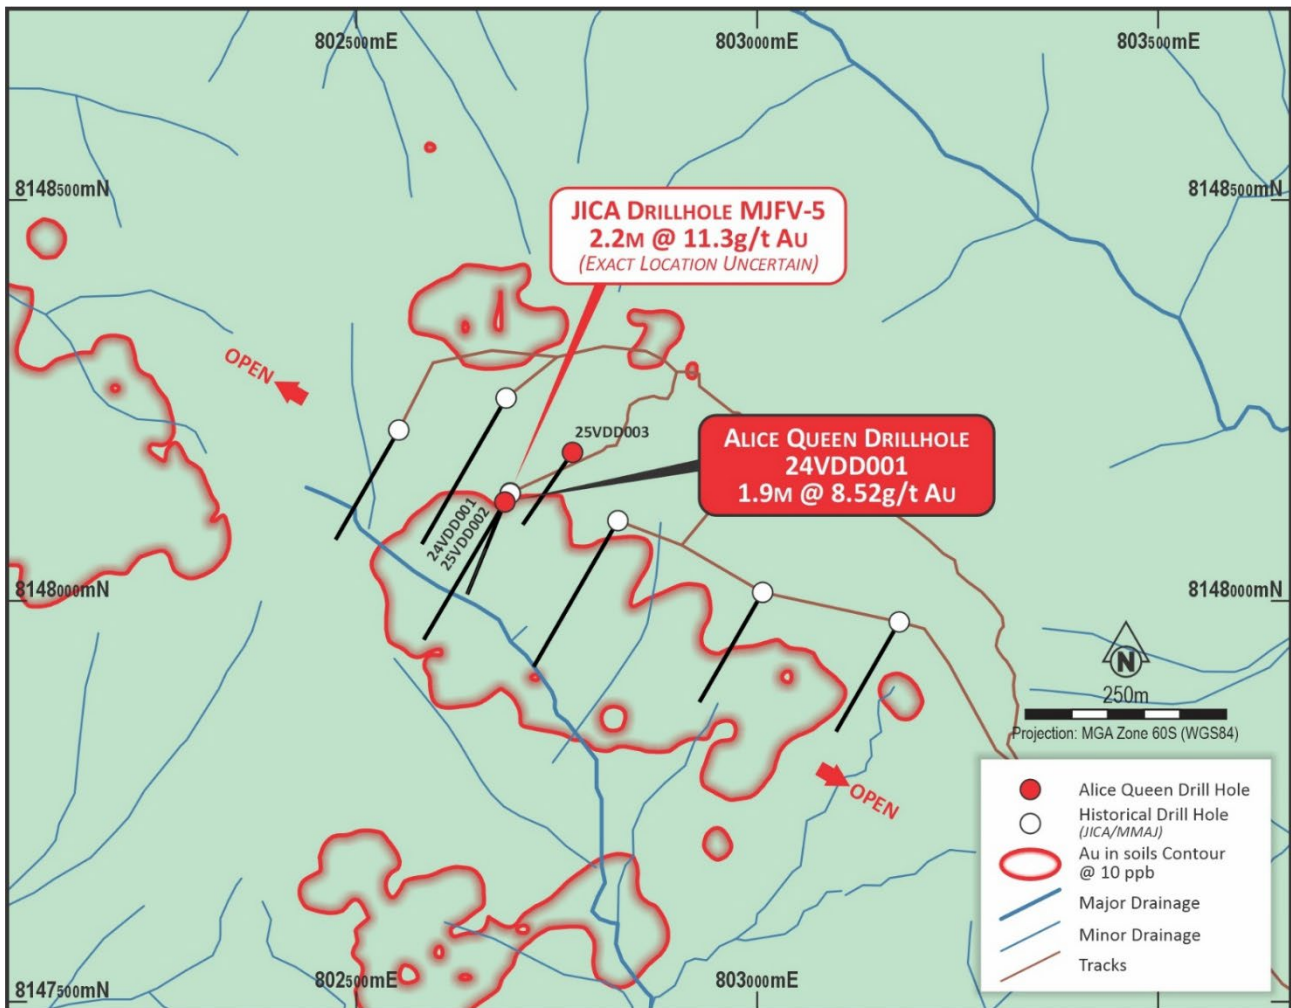 802500mE
803000mE
803500mE
8148500mN
8148500mN
JICA DRILLHOLE MJFV-5
2.2M @ 11.3g/t AU
(EXACT LOCATION UNCERTAIN)
OPEN
25VDD003
ALICE QUEEN DRILLHOLE
24VDD001
1.9M @ 8.52g/t AU
24VDD001
25VDD002
8148000mN
8148000mN
N
250m
Projection: MGA Zone 60S (WGS84)
OPEN
Alice Queen Drill Hole
Historical Drill Hole
(JICA/MMAJ)
Au in soils Contour
@ 10 ppb
Major Drainage
Minor Drainage
Tracks
802500mE
803000mE
8147500mN